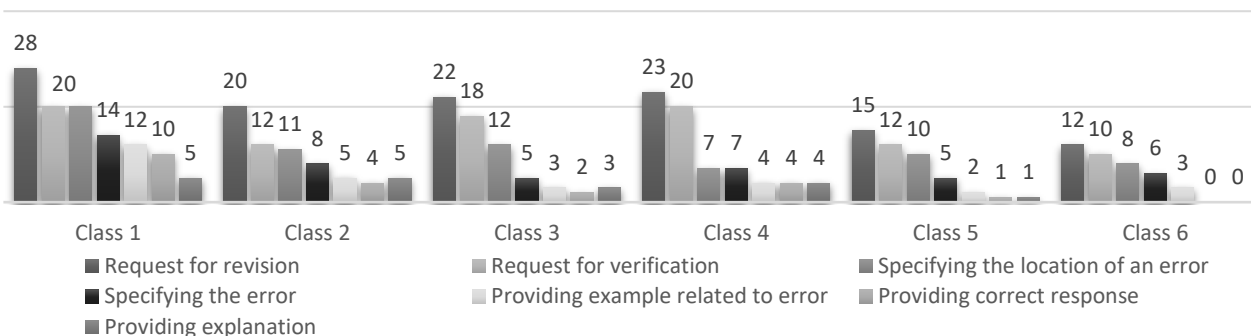 28 20 14 12 10 5 20 12 11 8 5 4 5 22 18 12 5 3 2 3 23 20 7 7 4 4 4 15 12 10 5 2 1 1 12 10 8 6 3 0 0
Class 1 Class 2 Class 3 Class 4 Class 5 Class 6
Request for revision Request for verification Specifying the location of an error
Specifying the error Providing example related to error Providing correct response
Providing explanation